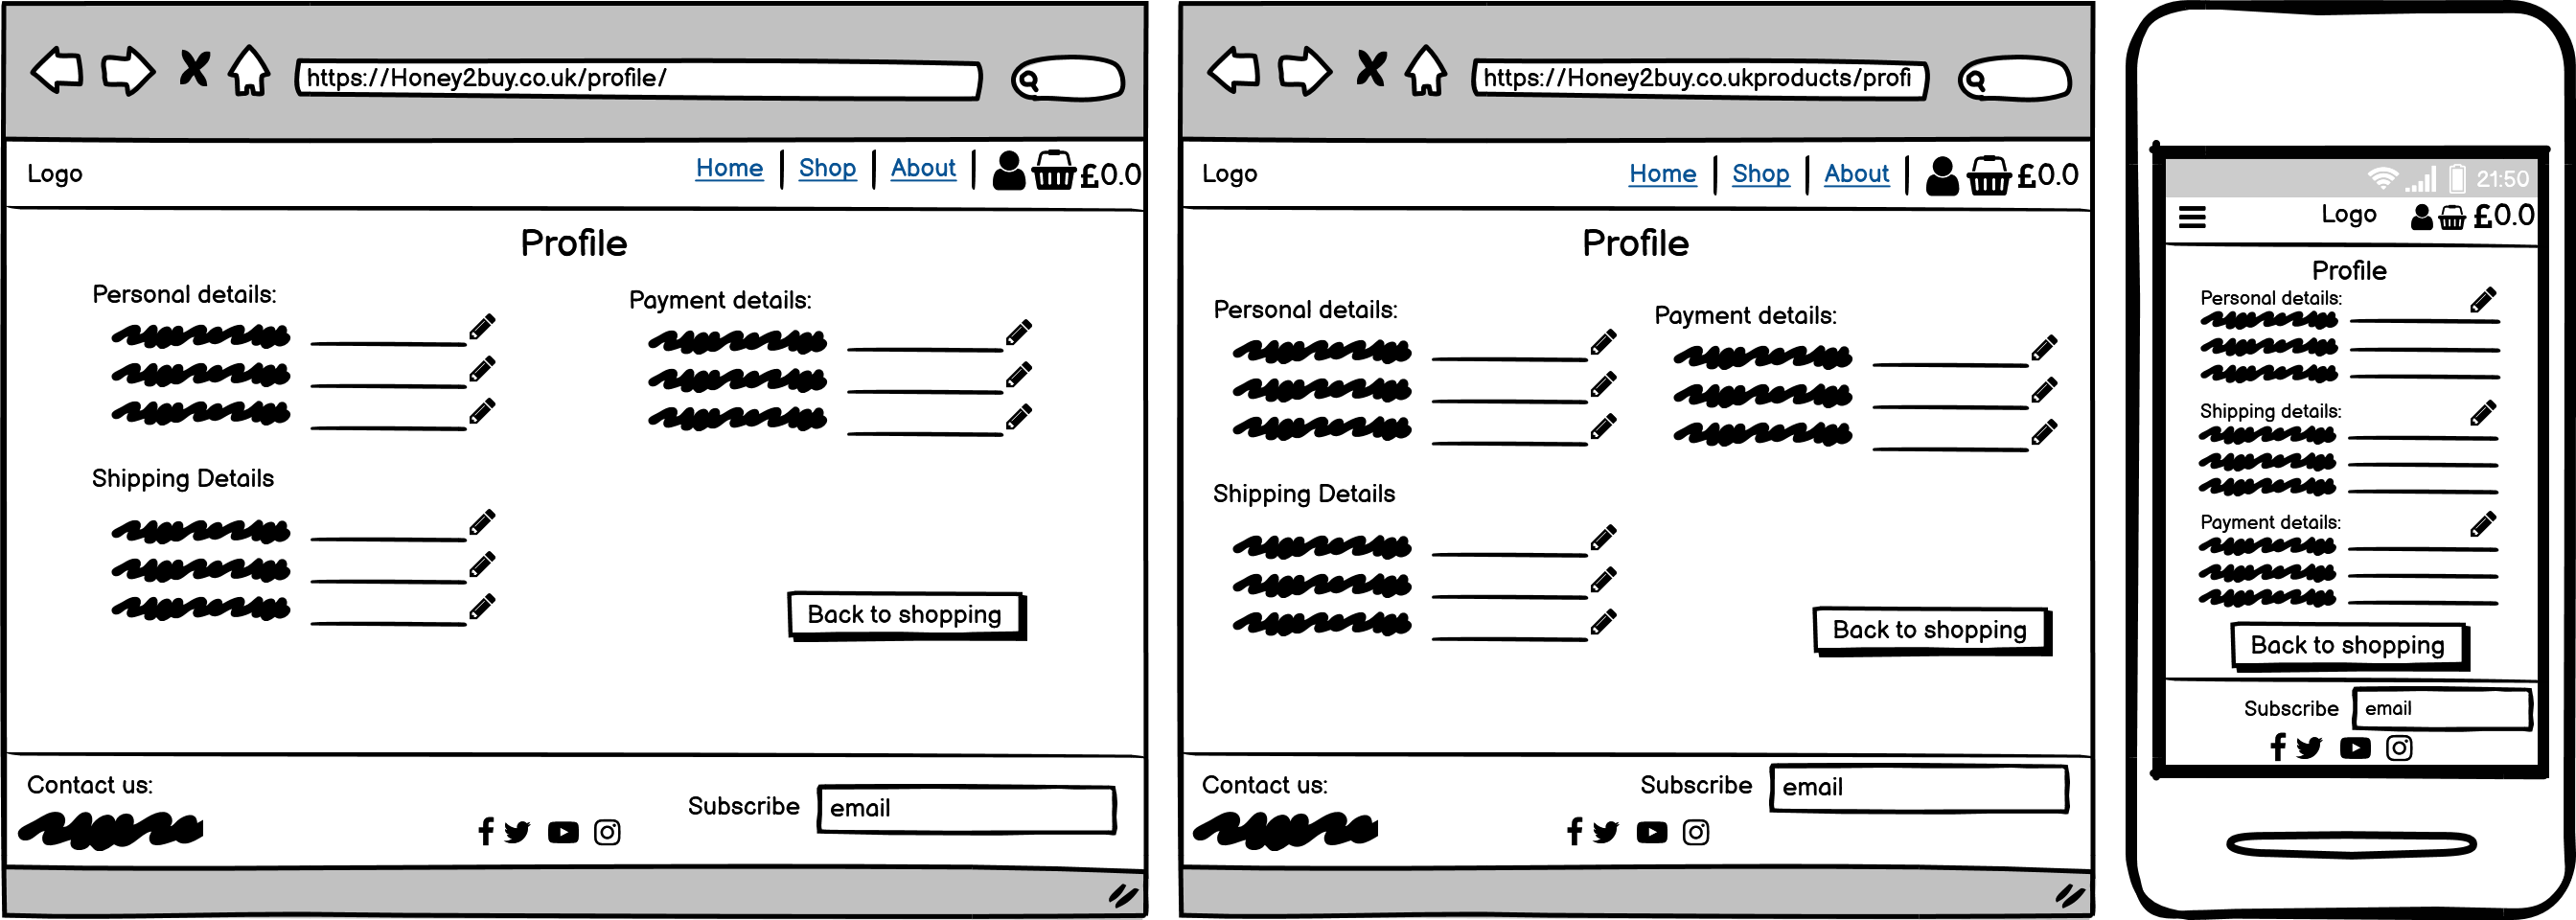 https://Honey2buy.co.uk/profile/
Logo
Home Shop About £0.0
Profile
Personal details:
Payment details:
Shipping Details
Back to shopping
Contact us:
Subscribe email
https://Honey2buy.co.ukproducts/profi
Logo
Home Shop About £0.0
Profile
Personal details:
Payment details:
Shipping Details
Back to shopping
Contact us:
Subscribe email
21:50
Logo £0.0
Profile
Personal details:
Shipping details:
Payment details:
Back to shopping
Subscribe email